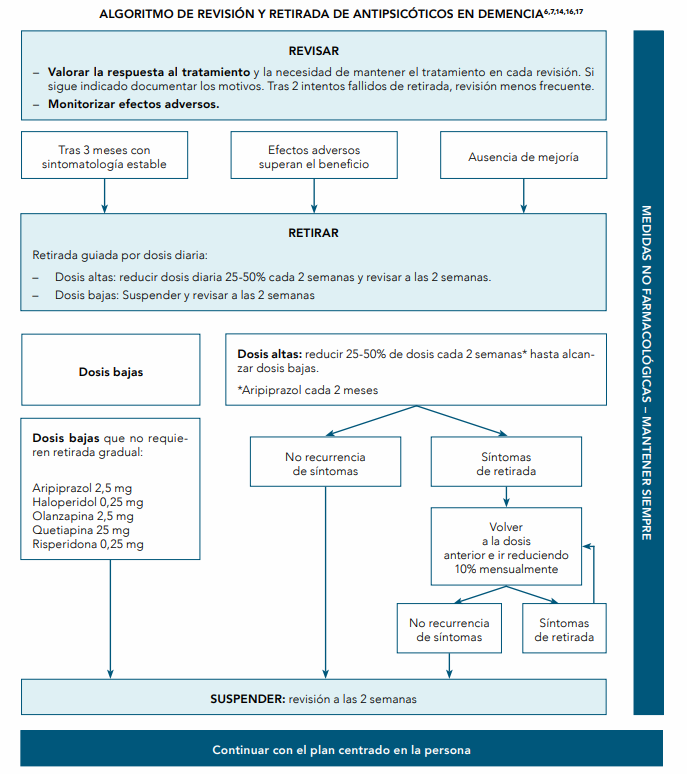 ALGORITMO DE REVISIÓN Y RETIRADA DE ANTIPSICÓTICOS EN DEMENCIA6,7,14,16,17
REVISAR
– Valorar la respuesta al tratamiento y la necesidad de mantener el tratamiento en cada revisión. Si
sigue indicado documentar los motivos. Tras 2 intentos fallidos de retirada, revisión menos frecuente.
– Monitorizar efectos adversos.
Tras 3 meses con
sintomatología estable
Efectos adversos
superan el beneficio
Ausencia de mejoría
RETIRAR
Retirada guiada por dosis diaria:
– Dosis altas: reducir dosis diaria 25-50% cada 2 semanas y revisar a las 2 semanas.
– Dosis bajas: Suspender y revisar a las 2 semanas
Dosis bajas
Dosis altas: reducir 25-50% de dosis cada 2 semanas* hasta alcan-
zar dosis bajas.
*Aripiprazol cada 2 meses
Dosis bajas que no requie-
ren retirada gradual:
Aripiprazol 2,5 mg
Haloperidol 0,25 mg
Olanzapina 2,5 mg
Quetiapina 25 mg
Risperidona 0,25 mg
No recurrencia
de síntomas
Síntomas
de retirada
Volver
a la dosis
anterior e ir reduciendo
10% mensualmente
No recurrencia
de síntomas
Síntomas
de retirada
SUSPENDER: revisión a las 2 semanas
MEDIDAS NO FARMACOLÓGICAS – MANTENER SIEMPRE
Continuar con el plan centrado en la persona